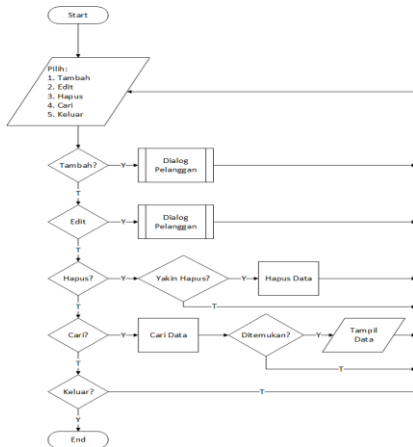 Start
Pilih:
1. Tambah
2. Edit
3. Hapus
4. Cari
5. Keluar
Tambah?
Y
Dialog
Pelanggan
T
Edit
Y
Dialog
Pelanggan
T
Hapus?
Y
Yakin Hapus?
Y
Hapus Data
T
T
Cari?
Y
Cari Data
Ditemukan?
Y
Tampil
Data
T
T
Keluar?
T
Y
End